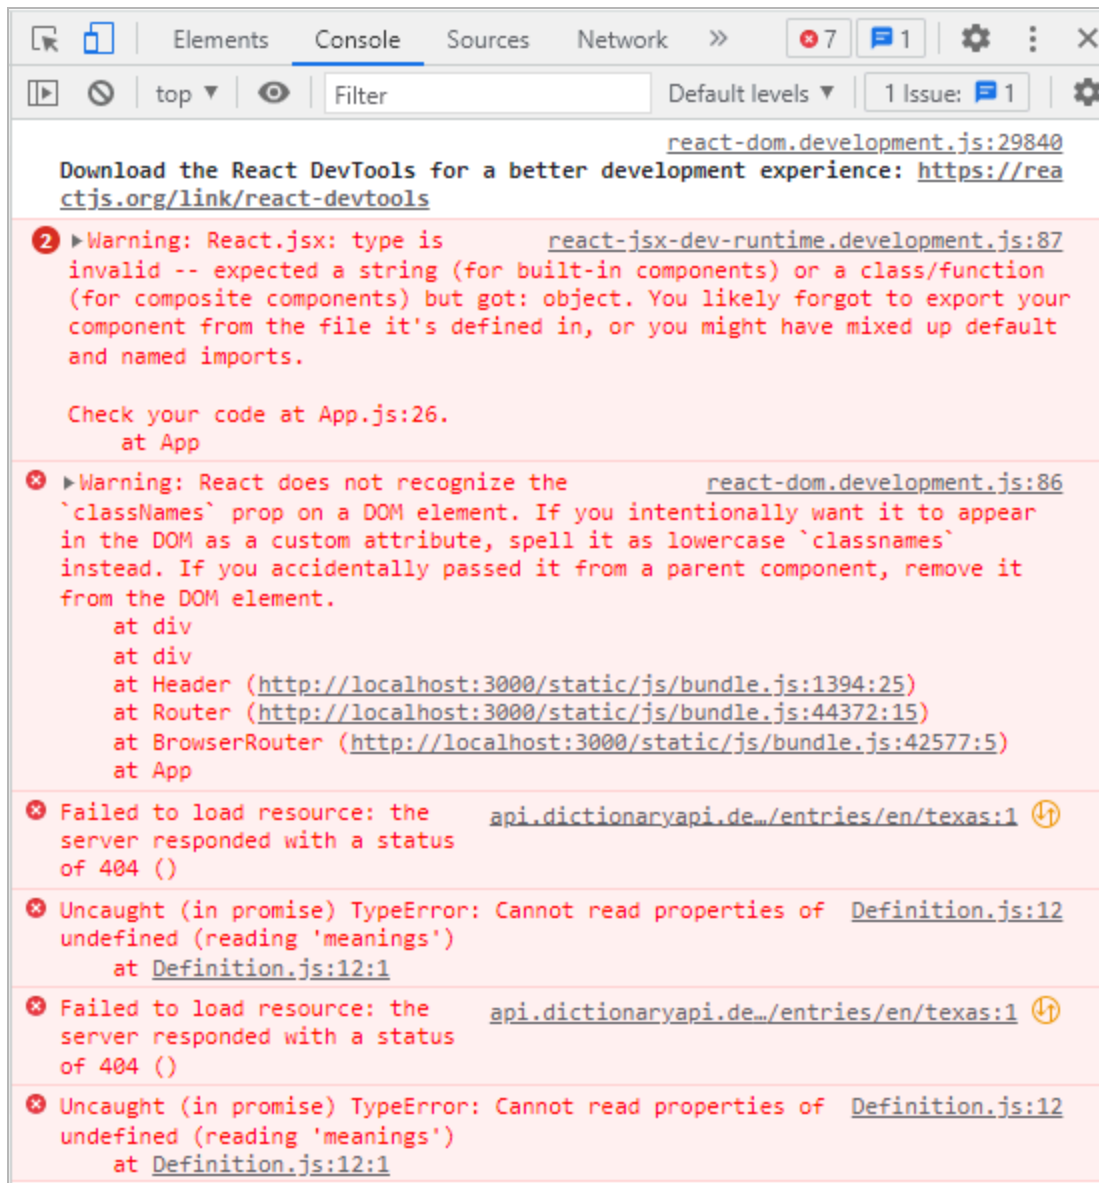 Elements Console Sources Network 7 1
top Filter Default levels 1 Issue: 1
react-dom.development.js:29840
Download the React DevTools for a better development experience: https://rea
ctjs.org/link/react-devtools
2 Warning: React.jsx: type is react-jsx-dev-runtime.development.js:87
invalid -- expected a string (for built-in components) or a class/function
(for composite components) but got: object. You likely forgot to export your
component from the file it's defined in, or you might have mixed up default
and named imports.
Check your code at App.js:26.
at App
Warning: React does not recognize the react-dom.development.js:86
`classNames` prop on a DOM element. If you intentionally want it to appear
in the DOM as a custom attribute, spell it as lowercase `classnames`
instead. If you accidentally passed it from a parent component, remove it
from the DOM element.
at div
at div
at Header (http://localhost:3000/static/js/bundle.js:1394:25)
at Router (http://localhost:3000/static/js/bundle.js:44372:15)
at BrowserRouter (http://localhost:3000/static/js/bundle.js:42577:5)
at App
Failed to load resource: the api.dictionaryapi.de…/entries/en/texas:1
server responded with a status
of 404 ()
Uncaught (in promise) TypeError: Cannot read properties of Definition.js:12
undefined (reading 'meanings')
at Definition.js:12:1
Failed to load resource: the api.dictionaryapi.de…/entries/en/texas:1
server responded with a status
of 404 ()
Uncaught (in promise) TypeError: Cannot read properties of Definition.js:12
undefined (reading 'meanings')
at Definition.js:12:1